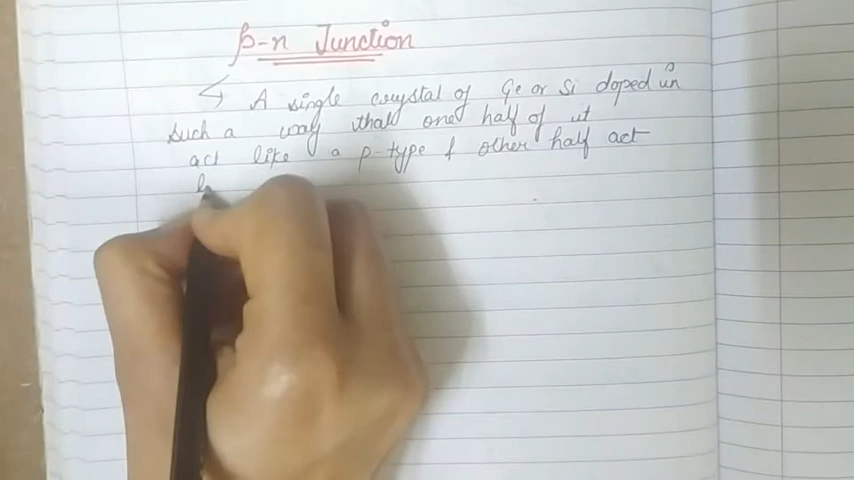 p-n Junction
↳ A single crystal of Ge or Si doped in
such a way that one half of it
act like a p-type & other half act